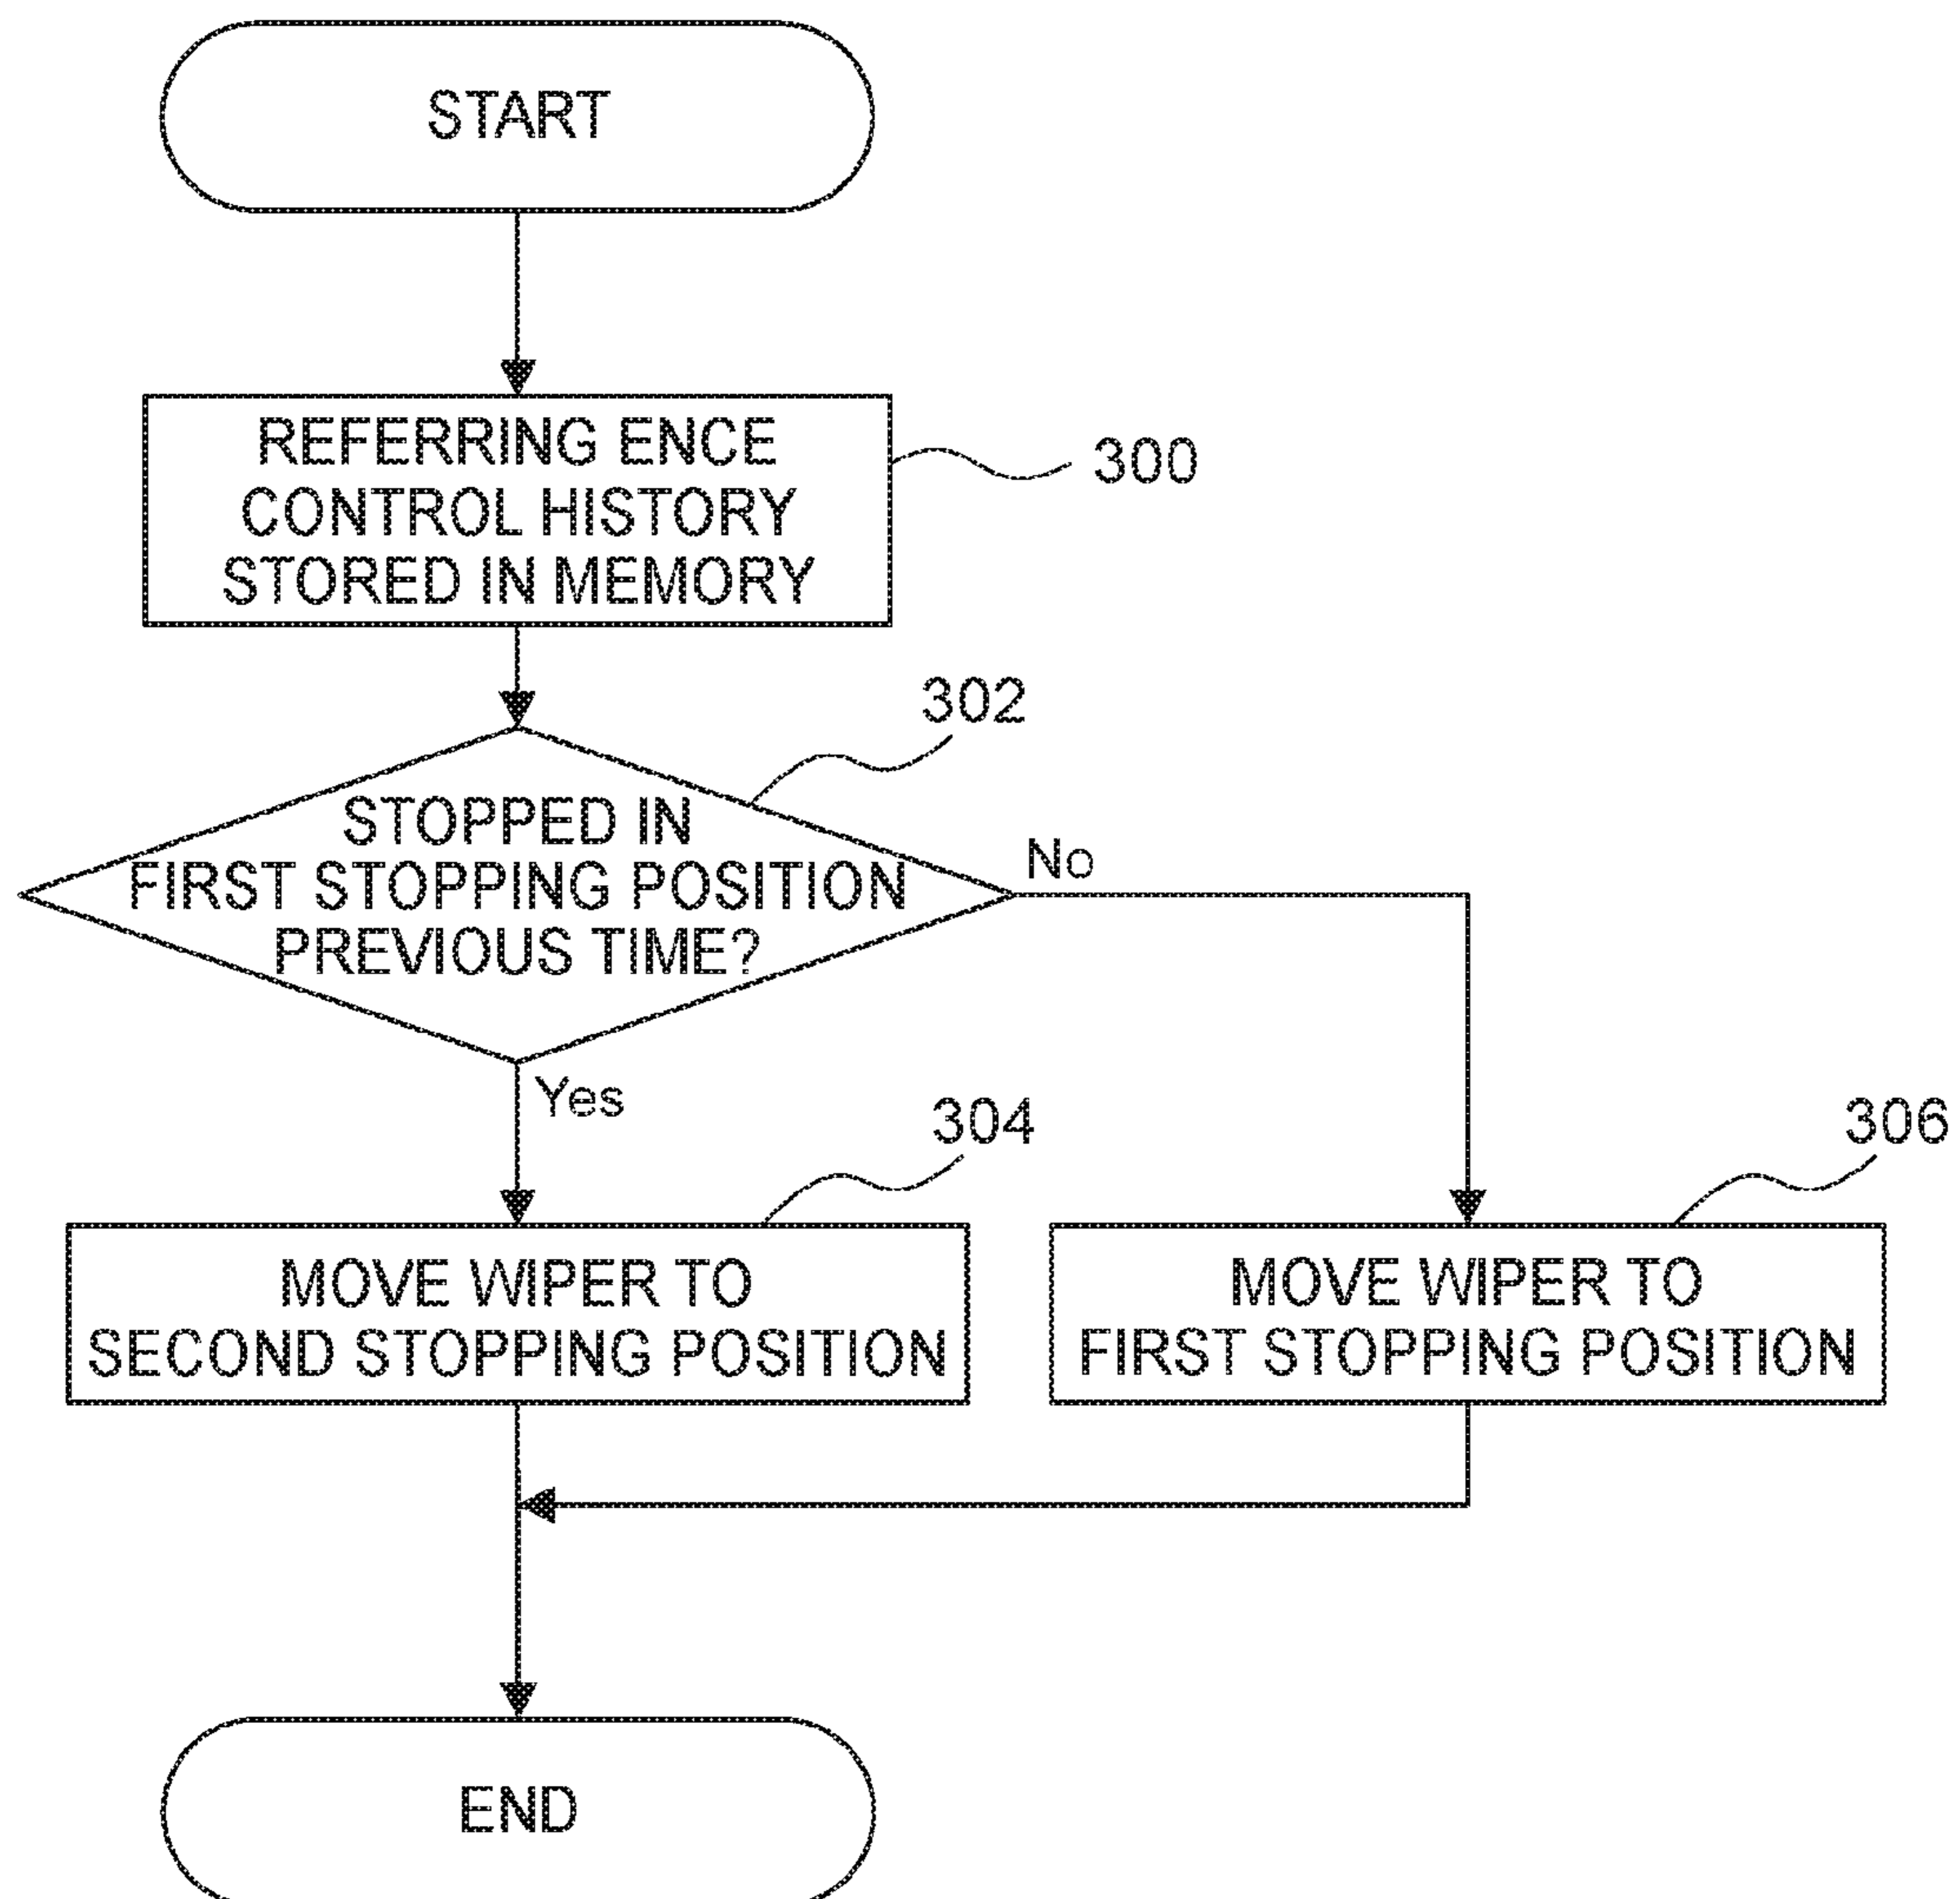 START
REFERRING ENCE
CONTROL HISTORY
STORED IN MEMORY
300
302
STOPPED IN
FIRST STOPPING POSITION
PREVIOUS TIME?
No
Yes
304
306
MOVE WIPER TO
SECOND STOPPING POSITION
MOVE WIPER TO
FIRST STOPPING POSITION
END